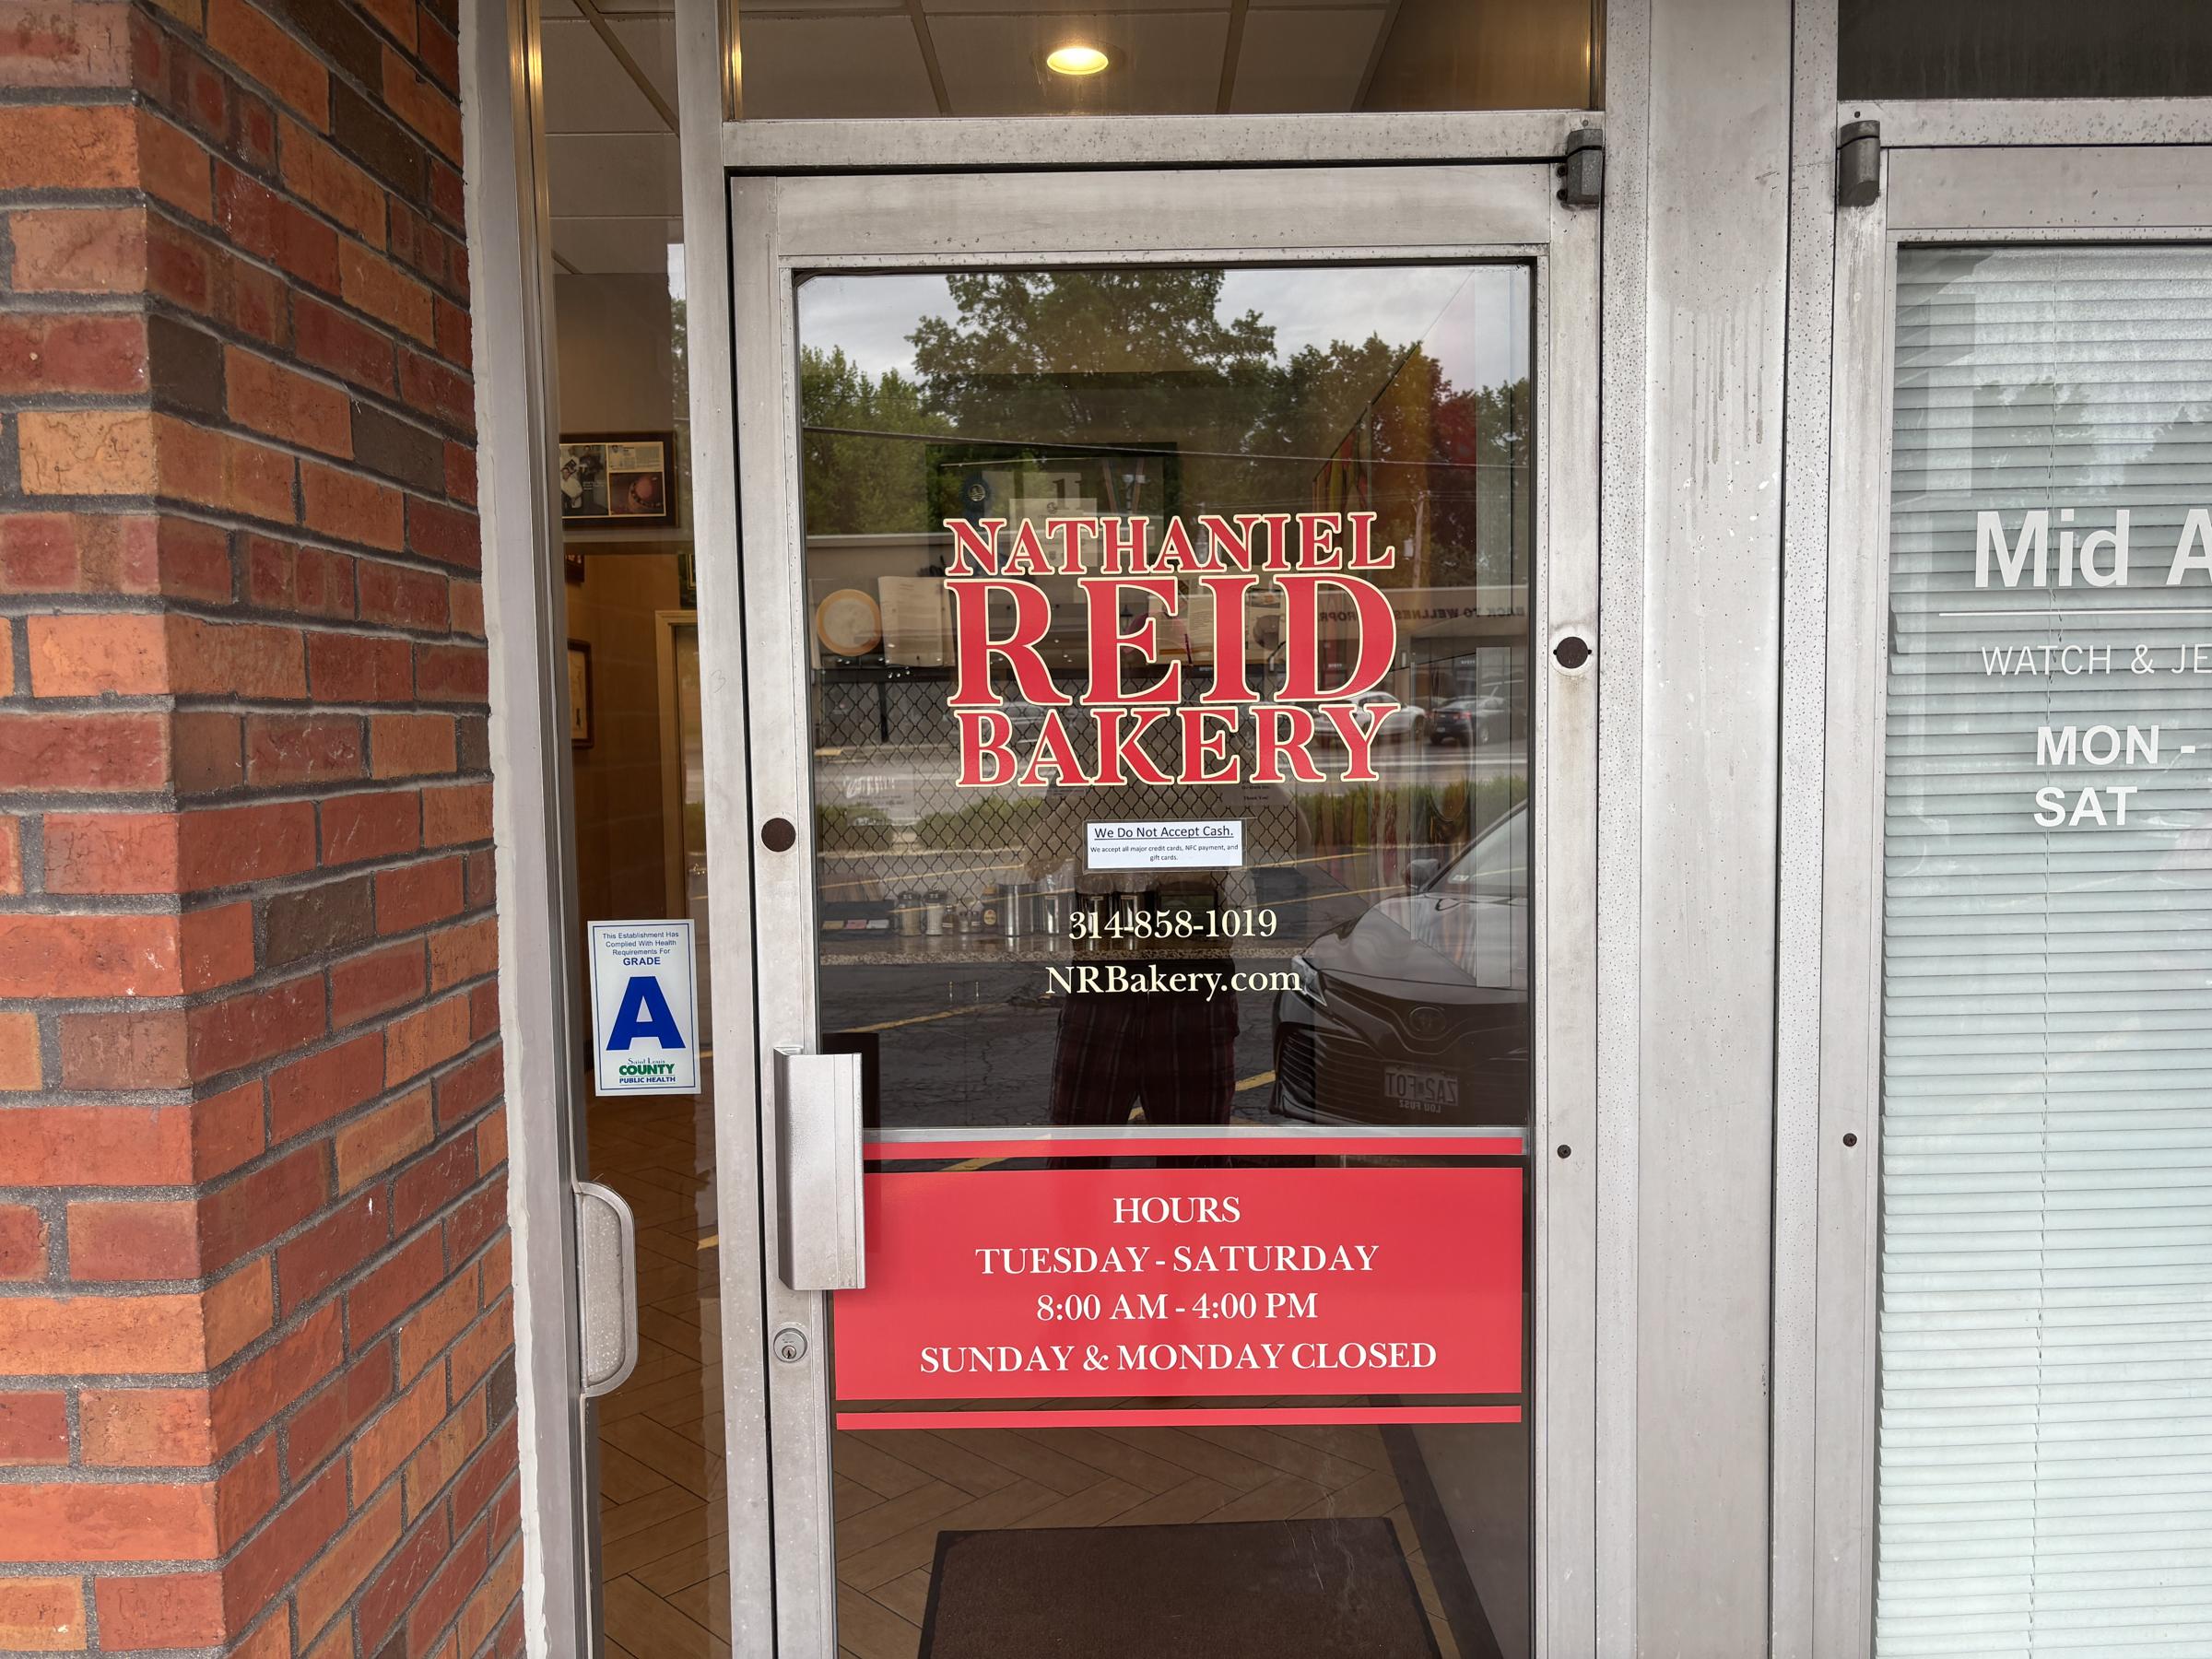 NATHANIEL
REID
BAKERY
We Do Not Accept Cash.
We accept all major credit cards, NFC payment, and
gift cards.
314-858-1019
NRBakery.com
This Establishment Has
Complied With Health
Requirements For
GRADE
A
Saint Louis
COUNTY
PUBLIC HEALTH
HOURS
TUESDAY - SATURDAY
8:00 AM - 4:00 PM
SUNDAY & MONDAY CLOSED
Mid A
WATCH & JE
MON -
SAT